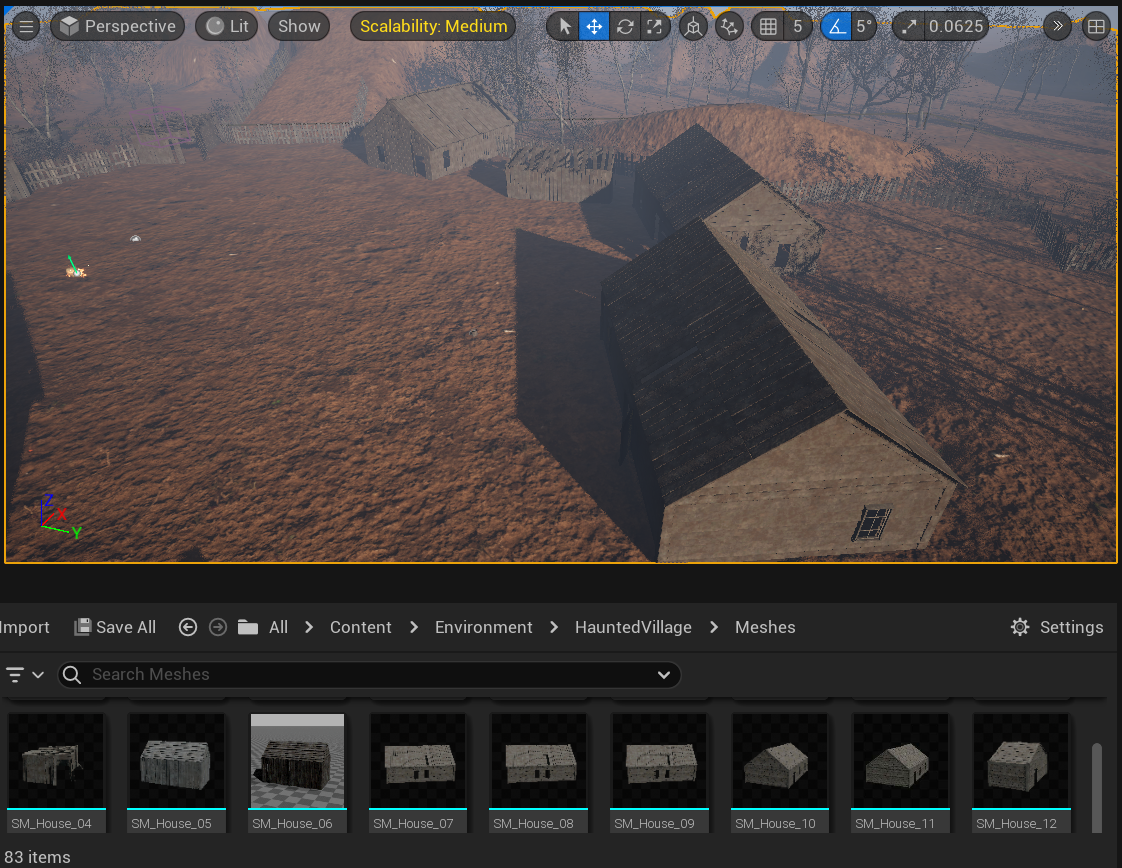 Perspective Lit Show Scalability: Medium 5 5° 0.0625
Z
X
Y
Import Save All All Content Environment HauntedVillage Meshes Settings
Search Meshes
SM_House_04 SM_House_05 SM_House_06 SM_House_07 SM_House_08 SM_House_09 SM_House_10 SM_House_11 SM_House_12
83 items